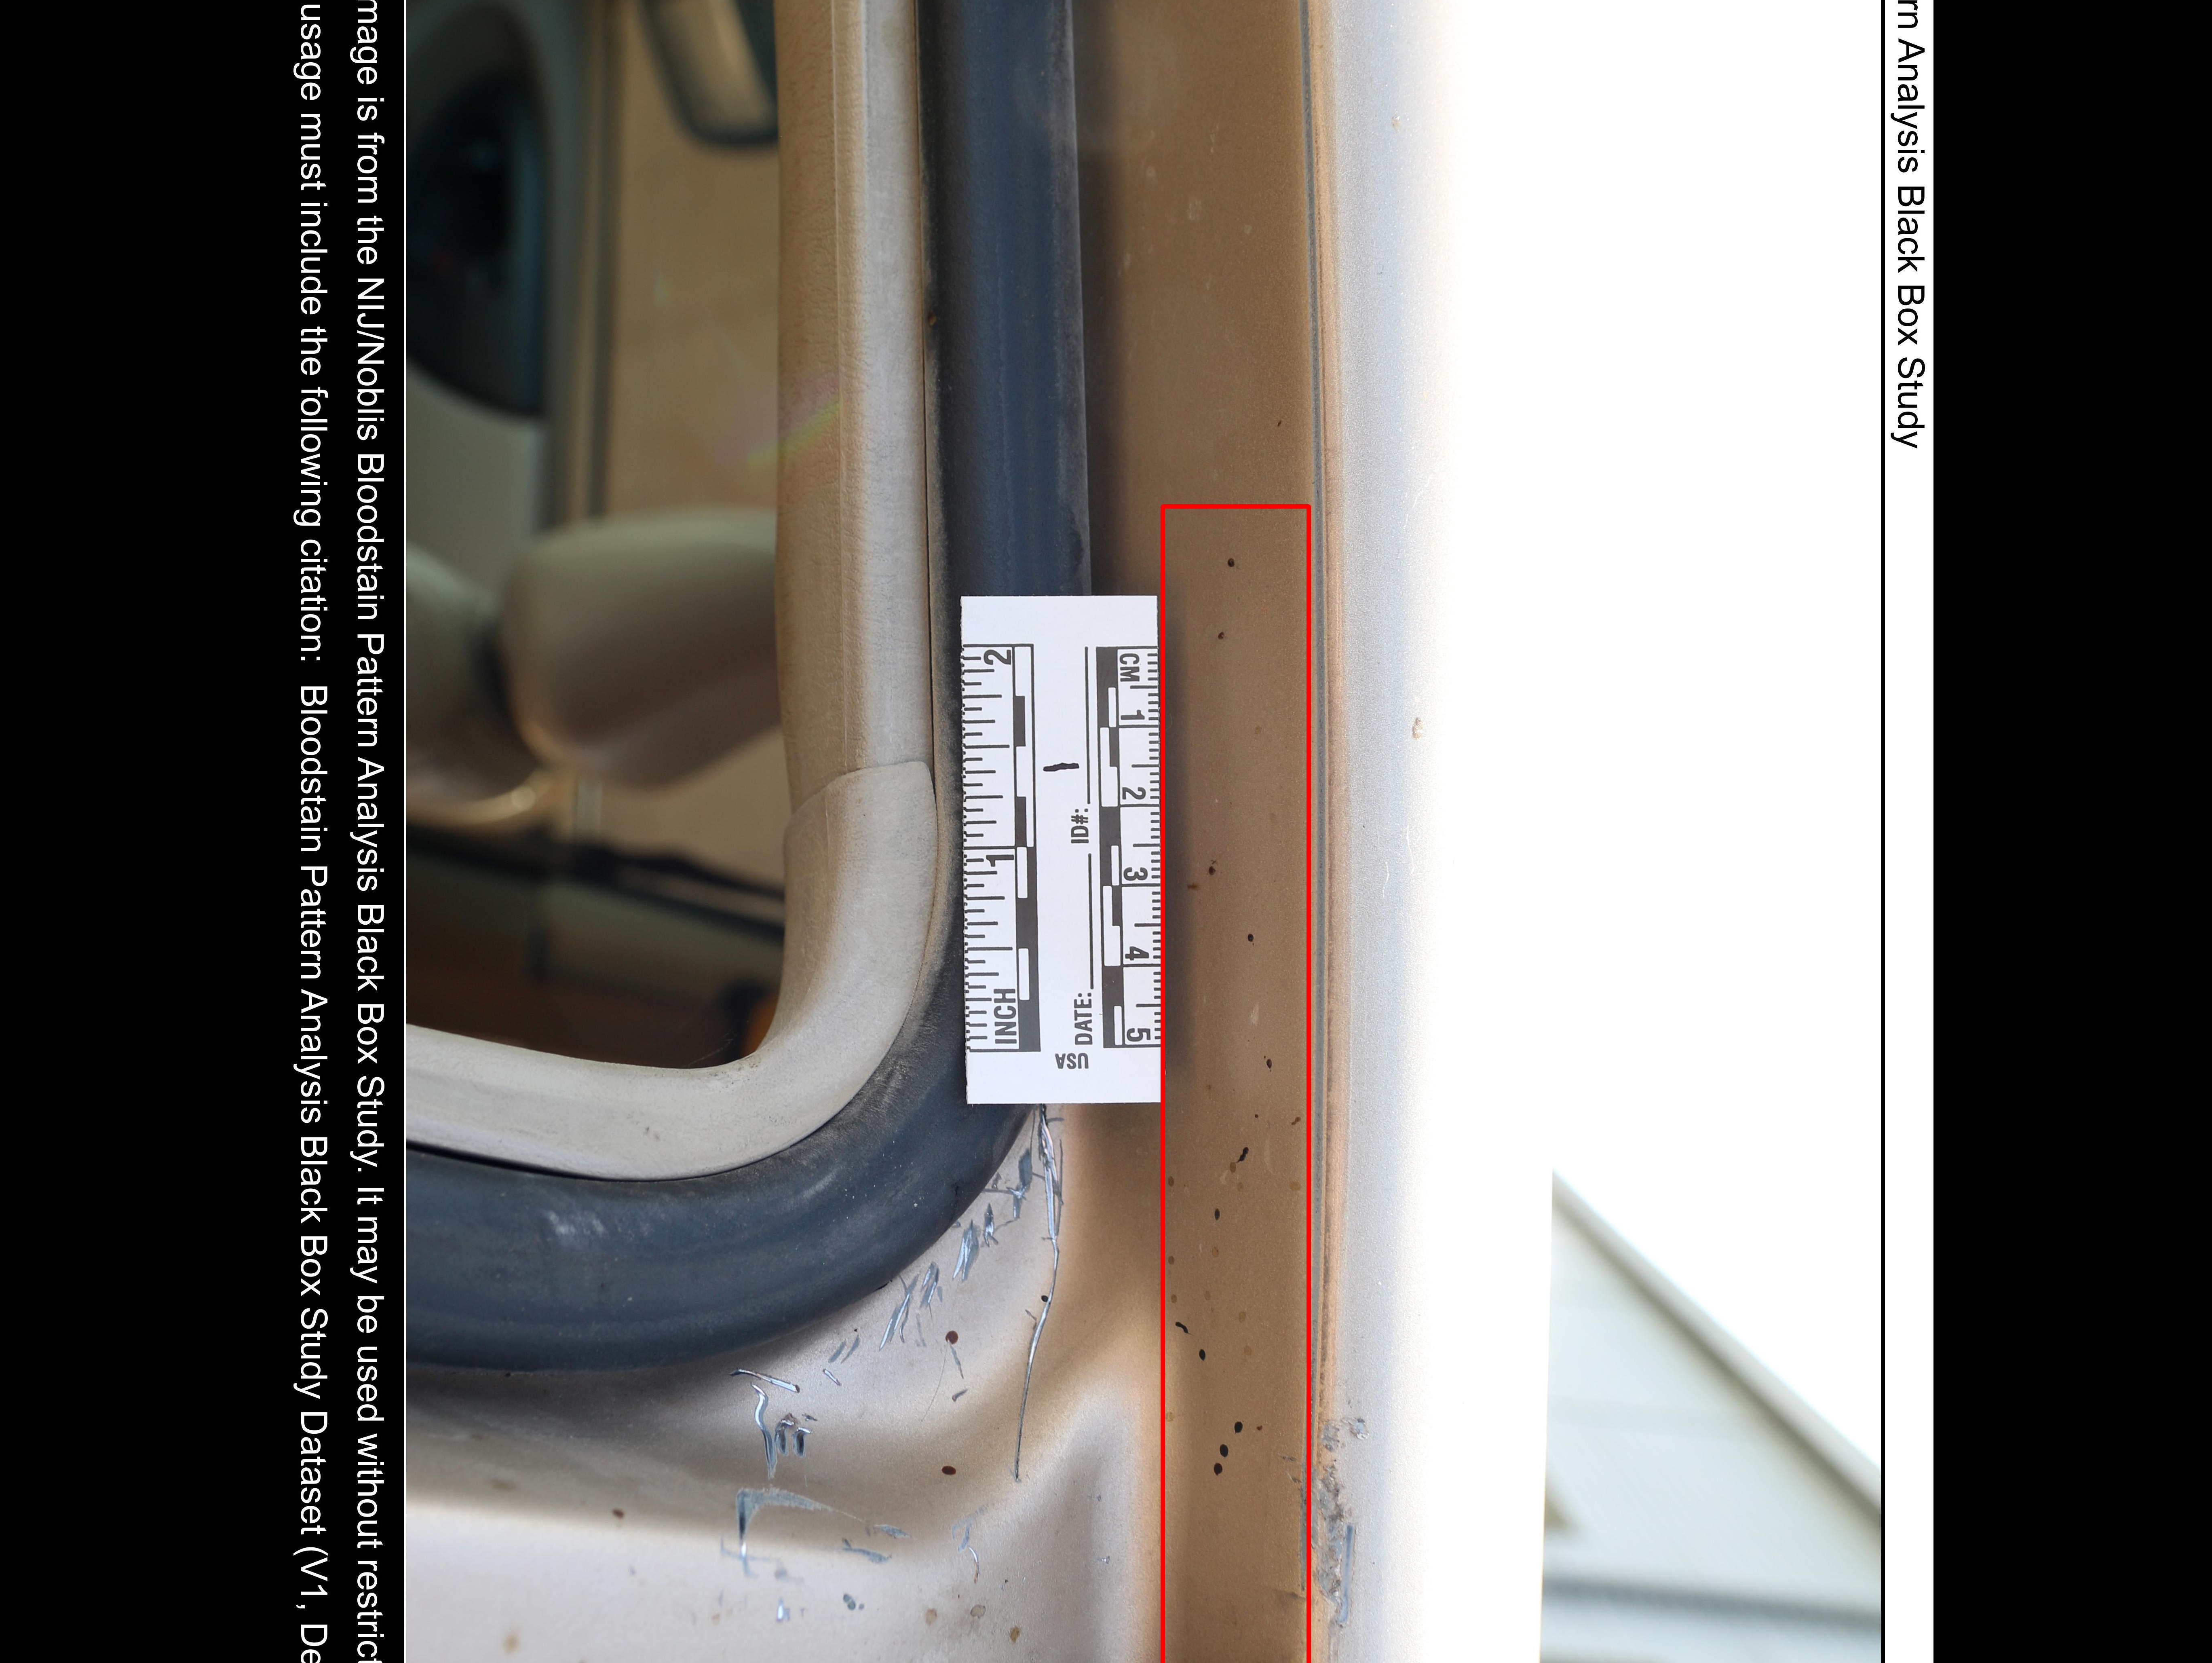 rn Analysis Black Box Study
mage is from the NIJ/Noblis Bloodstain Pattern Analysis Black Box Study. It may be used without restrict
usage must include the following citation: Bloodstain Pattern Analysis Black Box Study Dataset (V1, De
CM 1 2 3 4 5
ID#: DATE:
USA
2 1 INCH